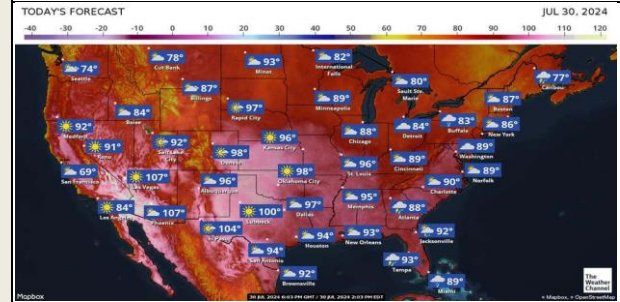 TODAY'S FORECAST
JUL 30, 2024
-40 -30 -20 -10 0 10 20 30 40 50 60 70 80 90 100 110 120
74°
Seattle
78°
Cut Bank
93°
Minot
82°
International
Falls
77°
Caribou
87°
Billings
80°
Sault Ste.
Marie
84°
Boise
97°
Rapid City
89°
Minneapolis
87°
Boston
92°
Medford
83°
Buffalo
86°
New York
91°
Reno
92°
Salt Lake
City
96°
Kansas City
88°
Chicago
84°
Detroit
98°
Denver
89°
Washington
69°
San Francisco
107°
Las Vegas
96°
Albuquerque
98°
Oklahoma City
96°
St. Louis
89°
Cincinnati
89°
Norfolk
90°
Charlotte
84°
Los Angeles
107°
Phoenix
100°
Lubbock
97°
Dallas
95°
Memphis
88°
Atlanta
104°
El Paso
94°
San Antonio
94°
Houston
93°
New Orleans
92°
Jacksonville
93°
Tampa
92°
Brownsville
89°
Miami
The
Weather
Channel
Mapbox
30 JUL 2024 6:03 PM GMT / 30 JUL 2024 2:03 PM EDT
© Mapbox, © OpenStreetMap